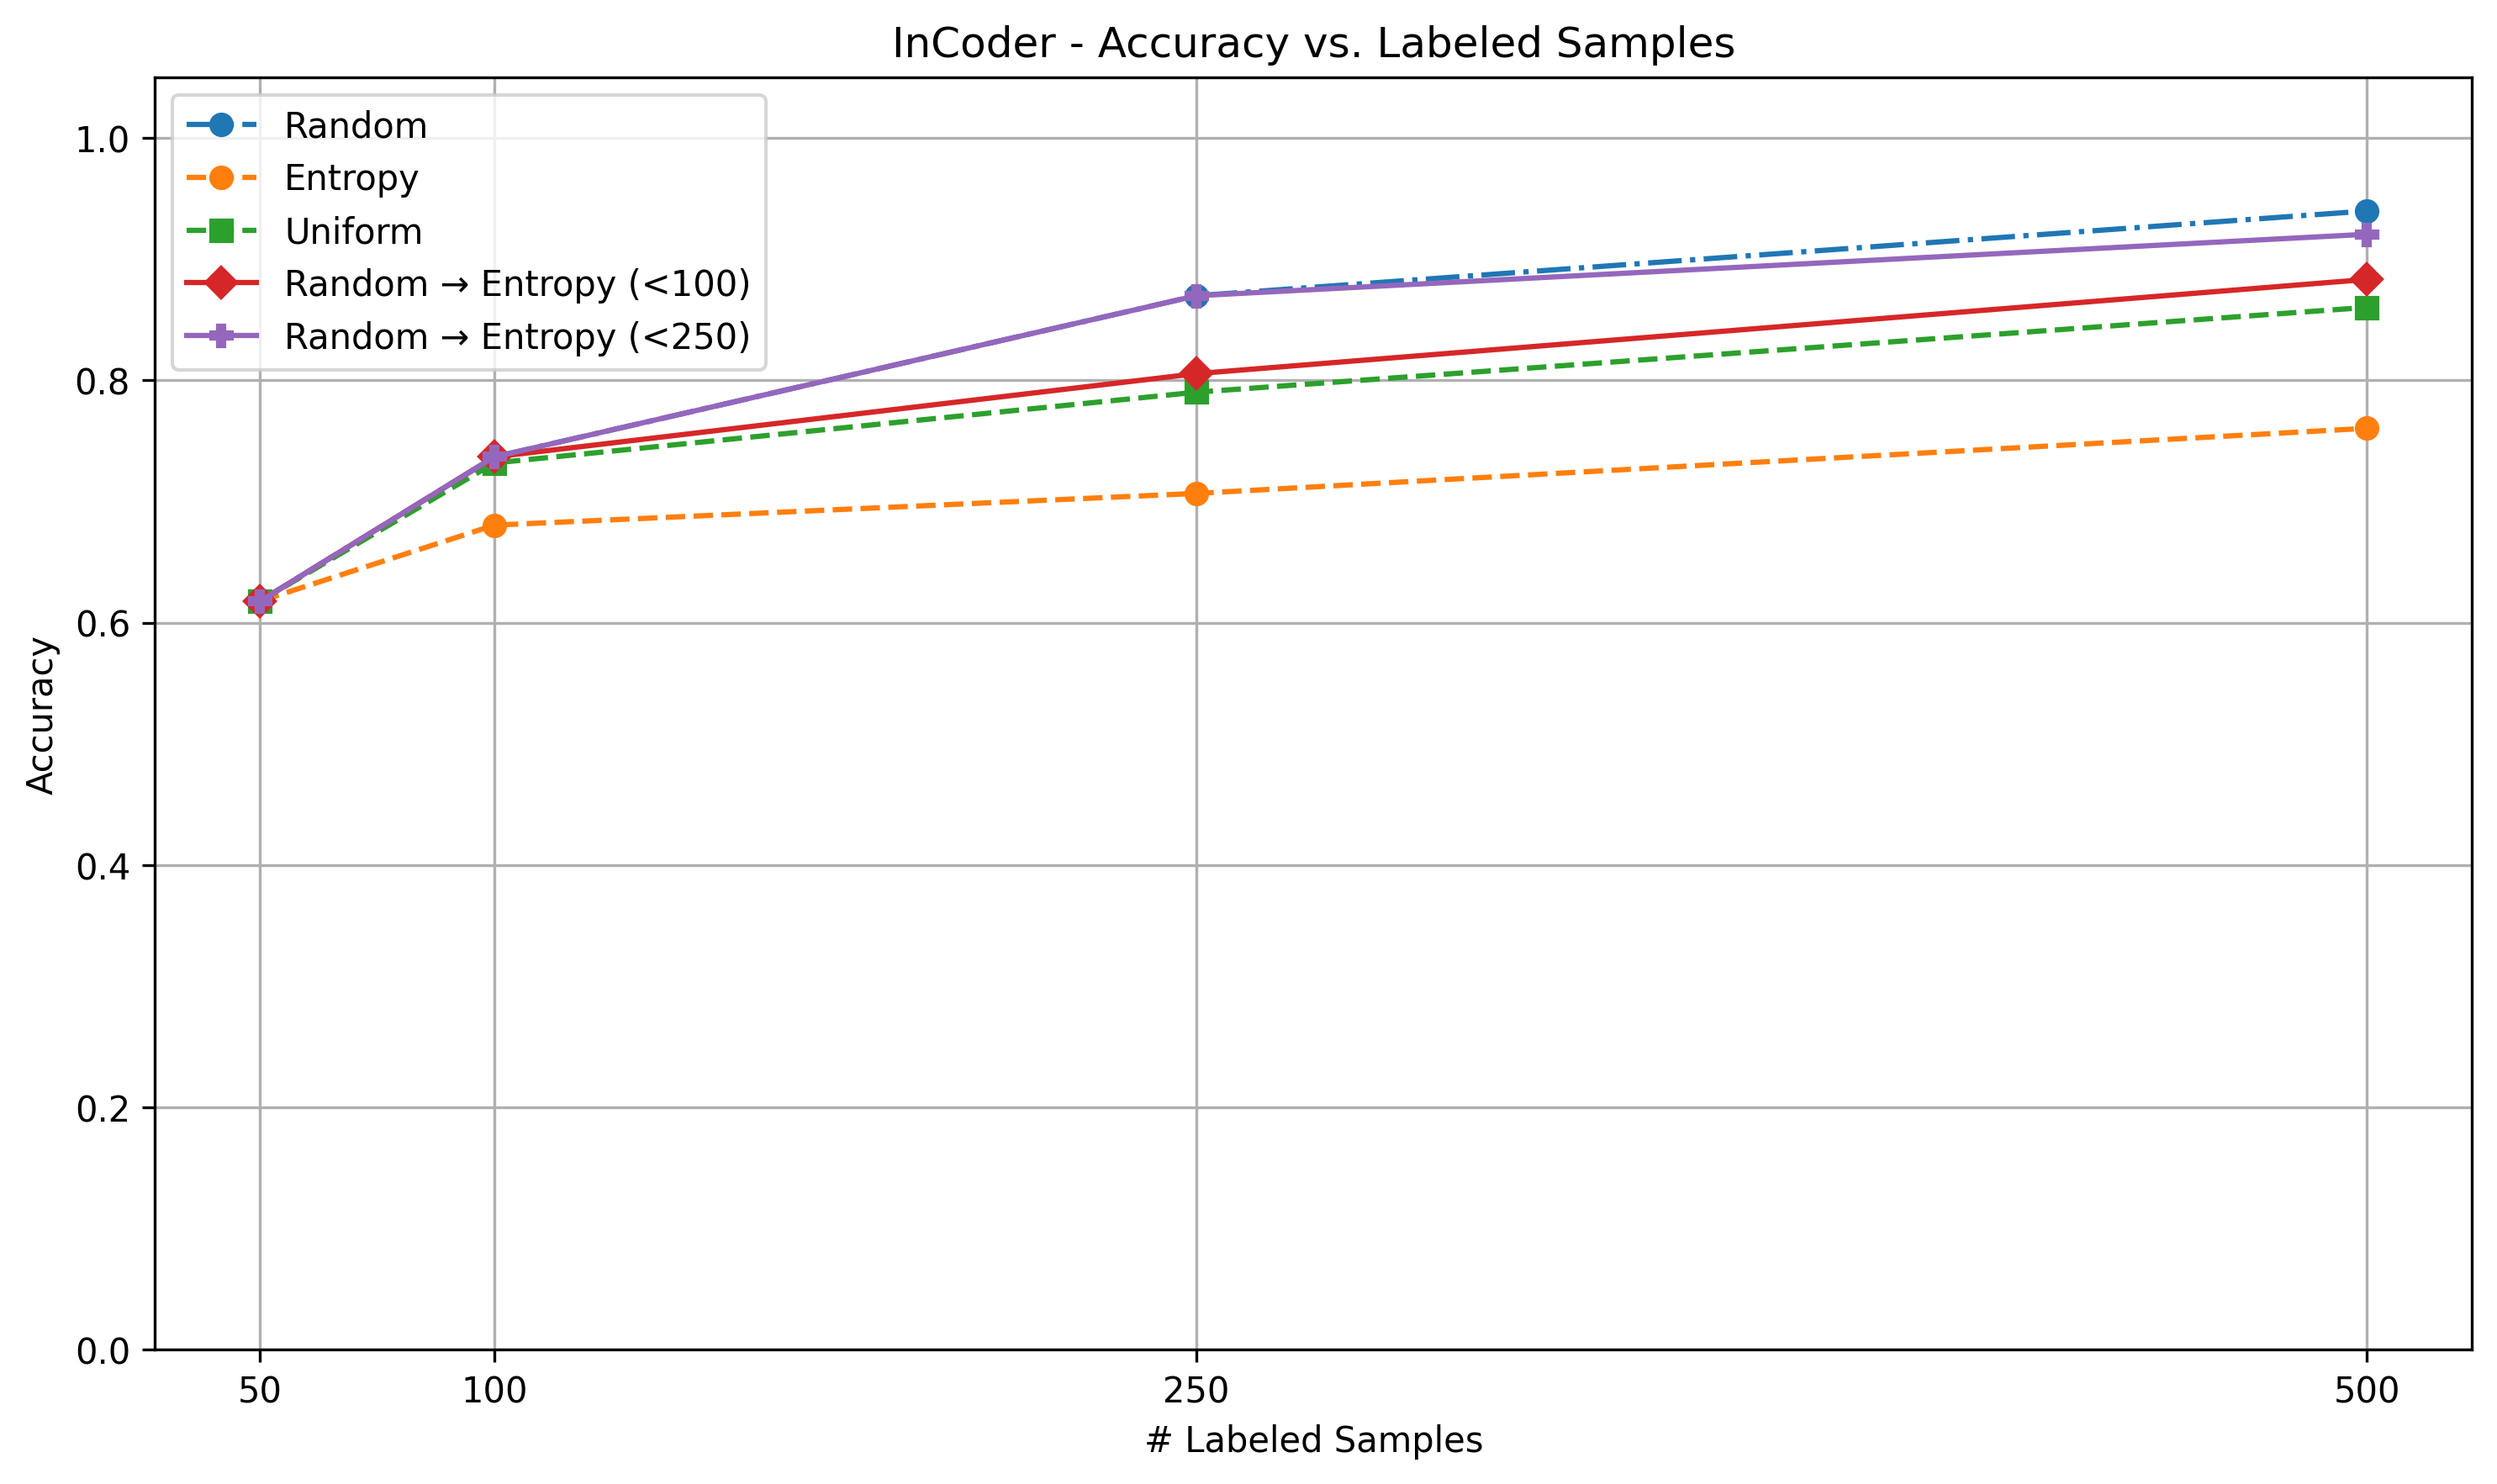 InCoder - Accuracy vs. Labeled Samples
Random
Entropy
Uniform
Random → Entropy (<100)
Random → Entropy (<250)
1.0
0.8
0.6
0.4
0.2
0.0
Accuracy
50 100 250 500
# Labeled Samples